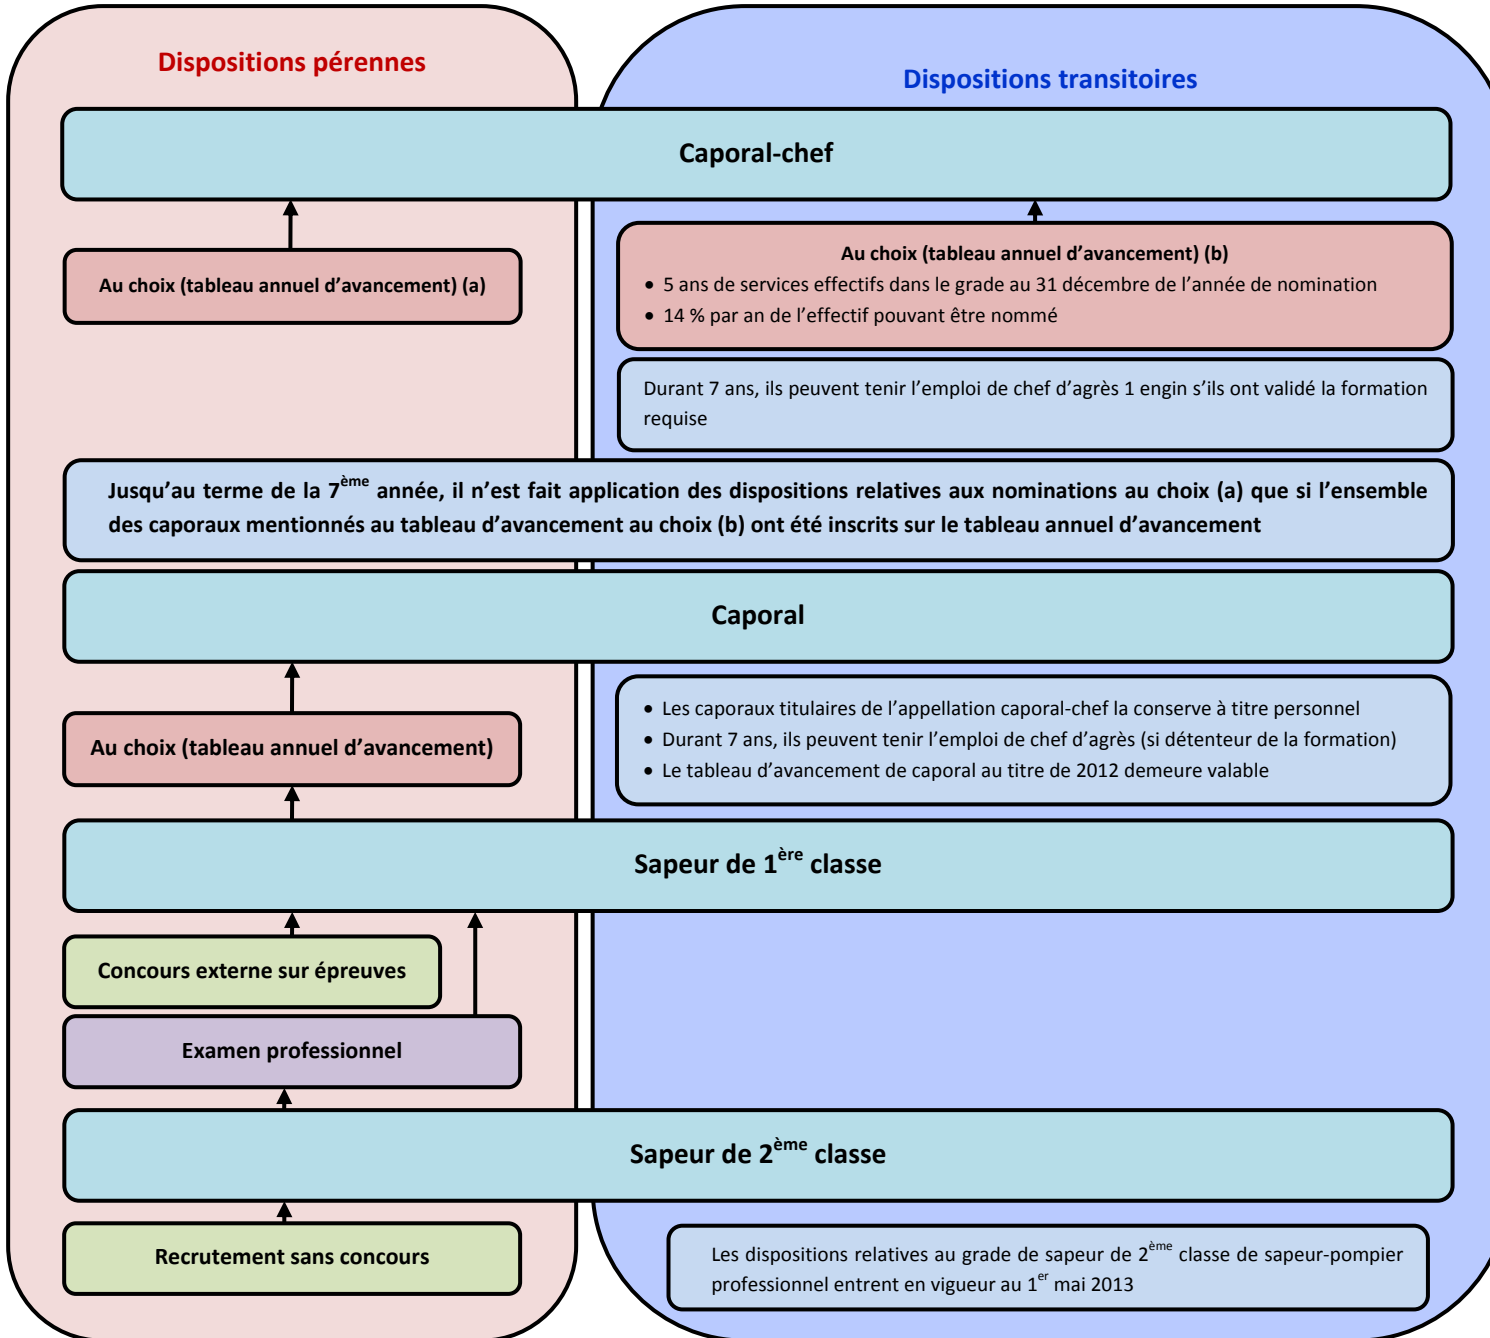 Dispositions pérennes
Dispositions transitoires
Caporal-chef
Au choix (tableau annuel d’avancement) (a)
Au choix (tableau annuel d’avancement) (b)
• 5 ans de services effectifs dans le grade au 31 décembre de l’année de nomination
• 14 % par an de l’effectif pouvant être nommé
Durant 7 ans, ils peuvent tenir l’emploi de chef d’agrès 1 engin s’ils ont validé la formation
requise
Jusqu’au terme de la 7ème année, il n’est fait application des dispositions relatives aux nominations au choix (a) que si l’ensemble
des caporaux mentionnés au tableau d’avancement au choix (b) ont été inscrits sur le tableau annuel d’avancement
Caporal
Au choix (tableau annuel d’avancement)
• Les caporaux titulaires de l’appellation caporal-chef la conserve à titre personnel
• Durant 7 ans, ils peuvent tenir l’emploi de chef d’agrès (si détenteur de la formation)
• Le tableau d’avancement de caporal au titre de 2012 demeure valable
Sapeur de 1ère classe
Concours externe sur épreuves
Examen professionnel
Sapeur de 2ème classe
Recrutement sans concours
Les dispositions relatives au grade de sapeur de 2ème classe de sapeur-pompier
professionnel entrent en vigueur au 1er mai 2013